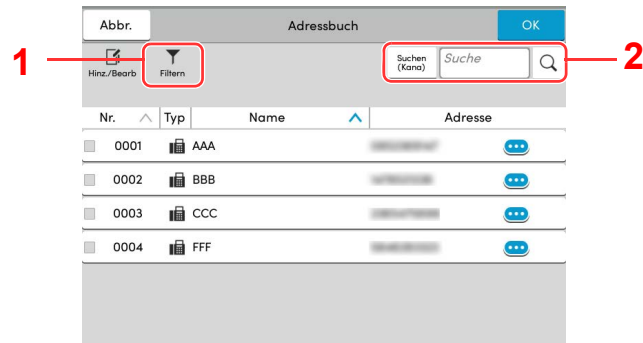 Abbr. Adressbuch OK
1 Hinz./Bearb Filtern Suchen (Kana) Suche 2
Nr. Typ Name Adresse
0001 AAA
0002 BBB
0003 CCC
0004 FFF